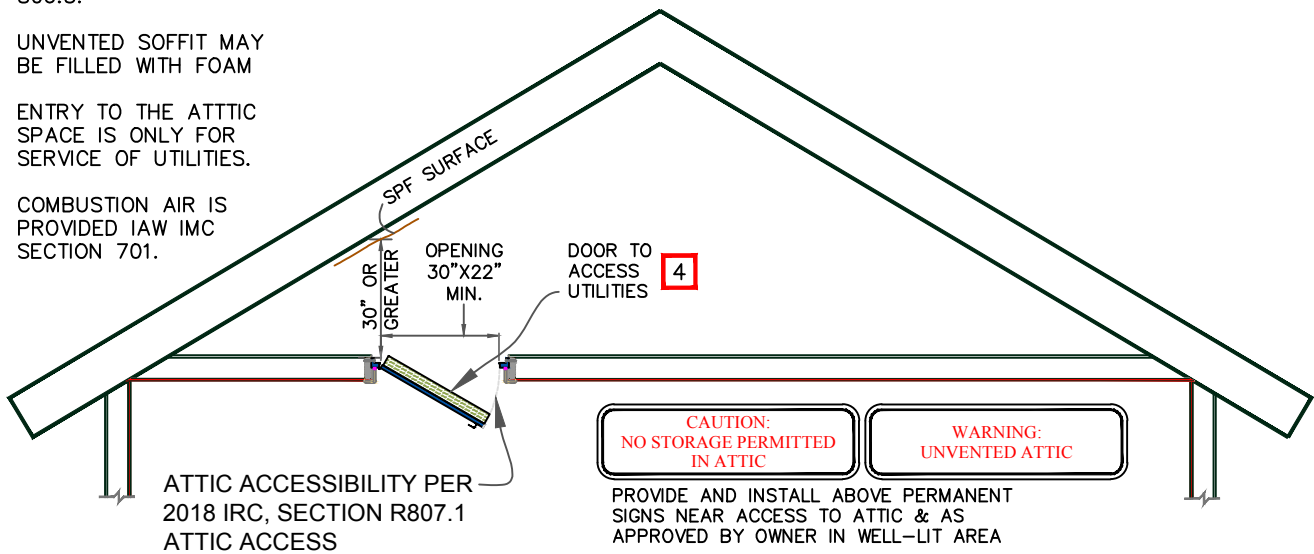 UNVENTED SOFFIT MAY
BE FILLED WITH FOAM
ENTRY TO THE ATTTIC
SPACE IS ONLY FOR
SERVICE OF UTILITIES.
COMBUSTION AIR IS
PROVIDED IAW IMC
SECTION 701.
SPF SURFACE
30" OR
GREATER
OPENING
30"X22"
MIN.
DOOR TO
ACCESS
UTILITIES
4
CAUTION:
NO STORAGE PERMITTED
IN ATTIC
WARNING:
UNVENTED ATTIC
ATTIC ACCESSIBILITY PER
2018 IRC, SECTION R807.1
ATTIC ACCESS
PROVIDE AND INSTALL ABOVE PERMANENT
SIGNS NEAR ACCESS TO ATTIC & AS
APPROVED BY OWNER IN WELL-LIT AREA